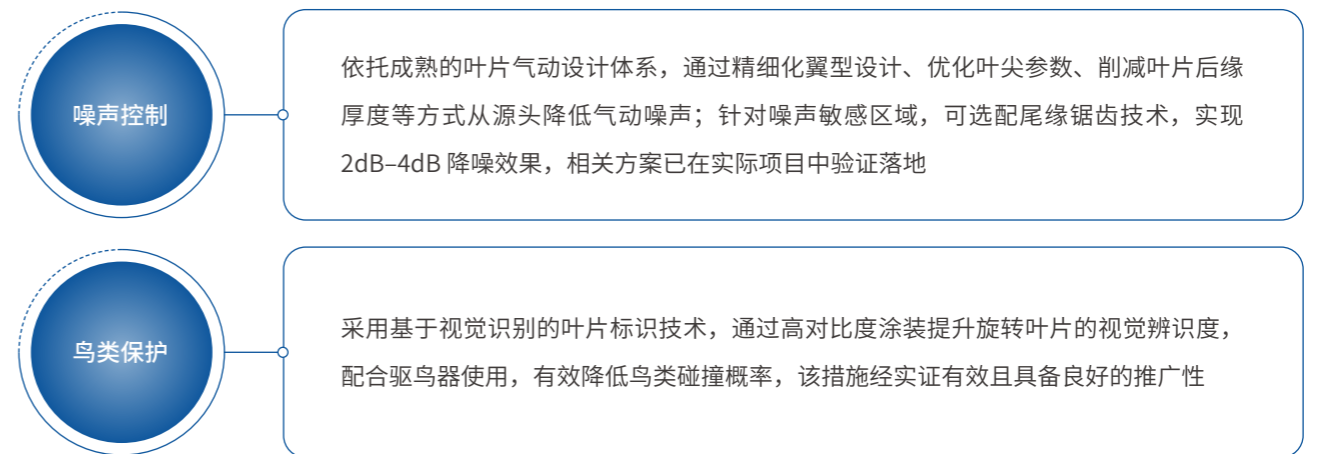 噪声控制
依托成熟的叶片气动设计体系，通过精细化翼型设计、优化叶尖参数、削减叶片后缘
厚度等方式从源头降低气动噪声；针对噪声敏感区域，可选配尾缘锯齿技术，实现
2dB–4dB 降噪效果，相关方案已在实际项目中验证落地
鸟类保护
采用基于视觉识别的叶片标识技术，通过高对比度涂装提升旋转叶片的视觉辨识度，
配合驱鸟器使用，有效降低鸟类碰撞概率，该措施经实证有效且具备良好的推广性